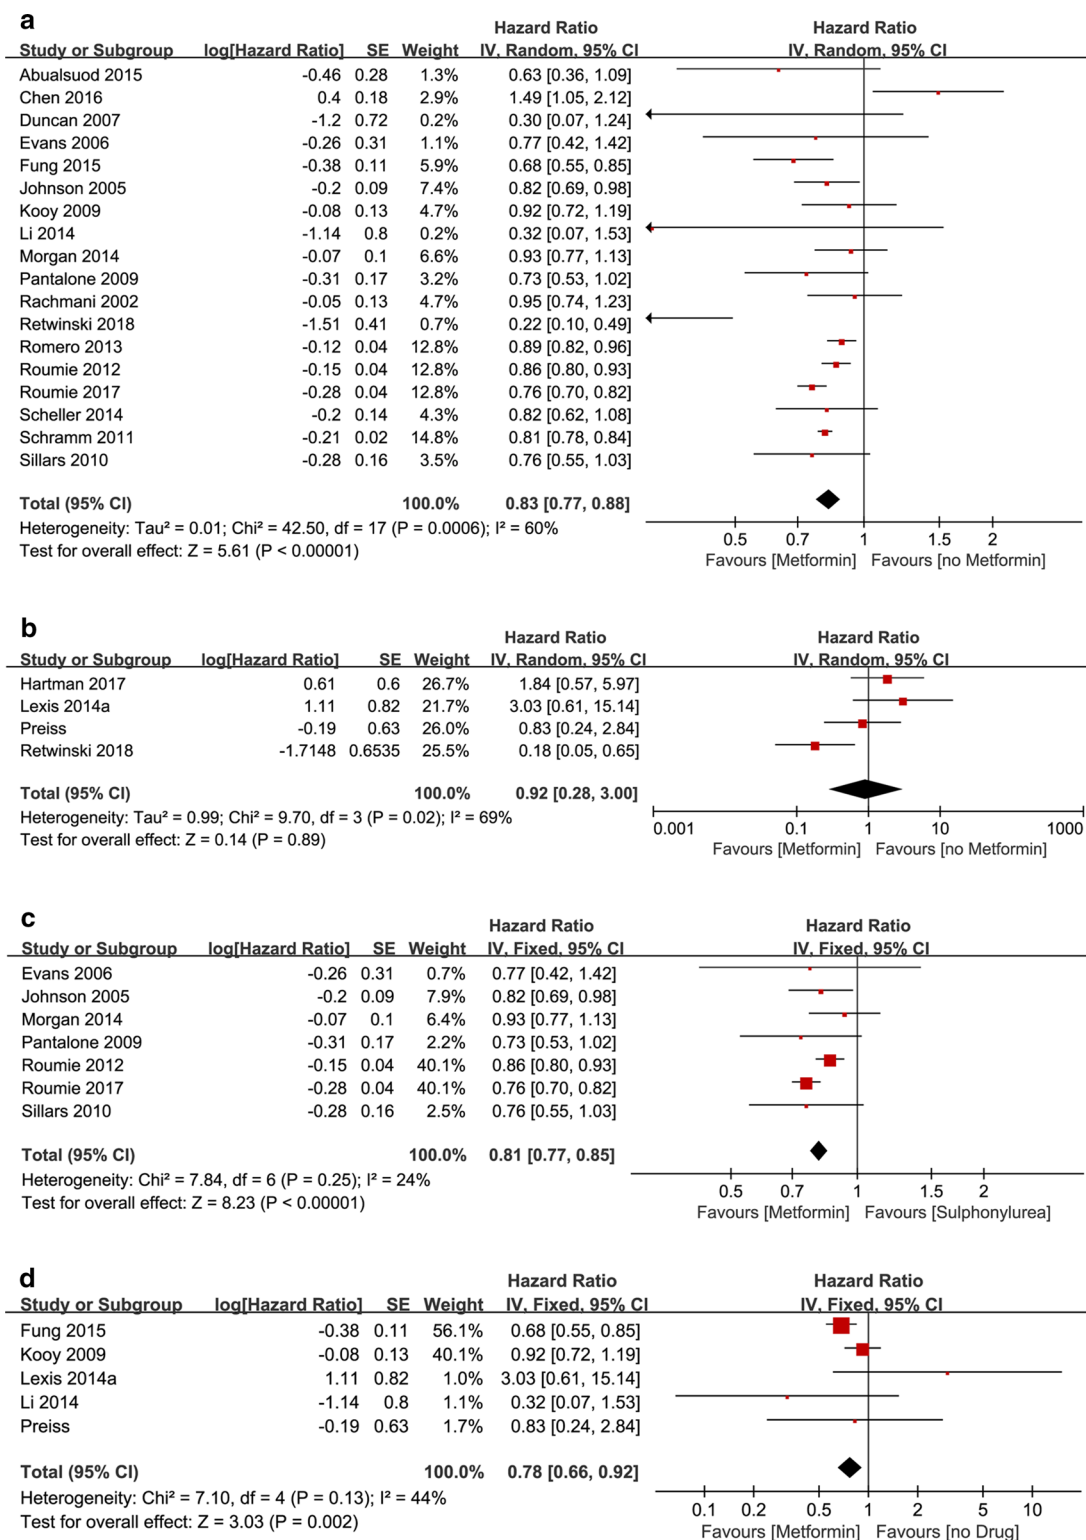 a
Hazard Ratio Hazard Ratio
Study or Subgroup log[Hazard Ratio] SE Weight IV, Random, 95% CI IV, Random, 95% CI
Abualsuod 2015 -0.46 0.28 1.3% 0.63 [0.36, 1.09]
Chen 2016 0.4 0.18 2.9% 1.49 [1.05, 2.12]
Duncan 2007 -1.2 0.72 0.2% 0.30 [0.07, 1.24]
Evans 2006 -0.26 0.31 1.1% 0.77 [0.42, 1.42]
Fung 2015 -0.38 0.11 5.9% 0.68 [0.55, 0.85]
Johnson 2005 -0.2 0.09 7.4% 0.82 [0.69, 0.98]
Kooy 2009 -0.08 0.13 4.7% 0.92 [0.72, 1.19]
Li 2014 -1.14 0.8 0.2% 0.32 [0.07, 1.53]
Morgan 2014 -0.07 0.1 6.6% 0.93 [0.77, 1.13]
Pantalone 2009 -0.31 0.17 3.2% 0.73 [0.53, 1.02]
Rachmani 2002 -0.05 0.13 4.7% 0.95 [0.74, 1.23]
Retwinski 2018 -1.51 0.41 0.7% 0.22 [0.10, 0.49]
Romero 2013 -0.12 0.04 12.8% 0.89 [0.82, 0.96]
Roumie 2012 -0.15 0.04 12.8% 0.86 [0.80, 0.93]
Roumie 2017 -0.28 0.04 12.8% 0.76 [0.70, 0.82]
Scheller 2014 -0.2 0.14 4.3% 0.82 [0.62, 1.08]
Schramm 2011 -0.21 0.02 14.8% 0.81 [0.78, 0.84]
Sillars 2010 -0.28 0.16 3.5% 0.76 [0.55, 1.03]
Total (95% CI) 100.0% 0.83 [0.77, 0.88]
Heterogeneity: Tau² = 0.01; Chi² = 42.50, df = 17 (P = 0.0006); I² = 60%
Test for overall effect: Z = 5.61 (P < 0.00001)
0.5 0.7 1 1.5 2
Favours [Metformin] Favours [no Metformin]
b
Hazard Ratio Hazard Ratio
Study or Subgroup log[Hazard Ratio] SE Weight IV, Random, 95% CI IV, Random, 95% CI
Hartman 2017 0.61 0.6 26.7% 1.84 [0.57, 5.97]
Lexis 2014a 1.11 0.82 21.7% 3.03 [0.61, 15.14]
Preiss -0.19 0.63 26.0% 0.83 [0.24, 2.84]
Retwinski 2018 -1.7148 0.6535 25.5% 0.18 [0.05, 0.65]
Total (95% CI) 100.0% 0.92 [0.28, 3.00]
Heterogeneity: Tau² = 0.99; Chi² = 9.70, df = 3 (P = 0.02); I² = 69%
Test for overall effect: Z = 0.14 (P = 0.89)
0.001 0.1 1 10 1000
Favours [Metformin] Favours [no Metformin]
c
Hazard Ratio Hazard Ratio
Study or Subgroup log[Hazard Ratio] SE Weight IV, Fixed, 95% CI IV, Fixed, 95% CI
Evans 2006 -0.26 0.31 0.7% 0.77 [0.42, 1.42]
Johnson 2005 -0.2 0.09 7.9% 0.82 [0.69, 0.98]
Morgan 2014 -0.07 0.1 6.4% 0.93 [0.77, 1.13]
Pantalone 2009 -0.31 0.17 2.2% 0.73 [0.53, 1.02]
Roumie 2012 -0.15 0.04 40.1% 0.86 [0.80, 0.93]
Roumie 2017 -0.28 0.04 40.1% 0.76 [0.70, 0.82]
Sillars 2010 -0.28 0.16 2.5% 0.76 [0.55, 1.03]
Total (95% CI) 100.0% 0.81 [0.77, 0.85]
Heterogeneity: Chi² = 7.84, df = 6 (P = 0.25); I² = 24%
Test for overall effect: Z = 8.23 (P < 0.00001)
0.5 0.7 1 1.5 2
Favours [Metformin] Favours [Sulphonylurea]
d
Hazard Ratio Hazard Ratio
Study or Subgroup log[Hazard Ratio] SE Weight IV, Fixed, 95% CI IV, Fixed, 95% CI
Fung 2015 -0.38 0.11 56.1% 0.68 [0.55, 0.85]
Kooy 2009 -0.08 0.13 40.1% 0.92 [0.72, 1.19]
Lexis 2014a 1.11 0.82 1.0% 3.03 [0.61, 15.14]
Li 2014 -1.14 0.8 1.1% 0.32 [0.07, 1.53]
Preiss -0.19 0.63 1.7% 0.83 [0.24, 2.84]
Total (95% CI) 100.0% 0.78 [0.66, 0.92]
Heterogeneity: Chi² = 7.10, df = 4 (P = 0.13); I² = 44%
Test for overall effect: Z = 3.03 (P = 0.002)
0.1 0.2 0.5 1 2 5 10
Favours [Metformin] Favours [no Drug]